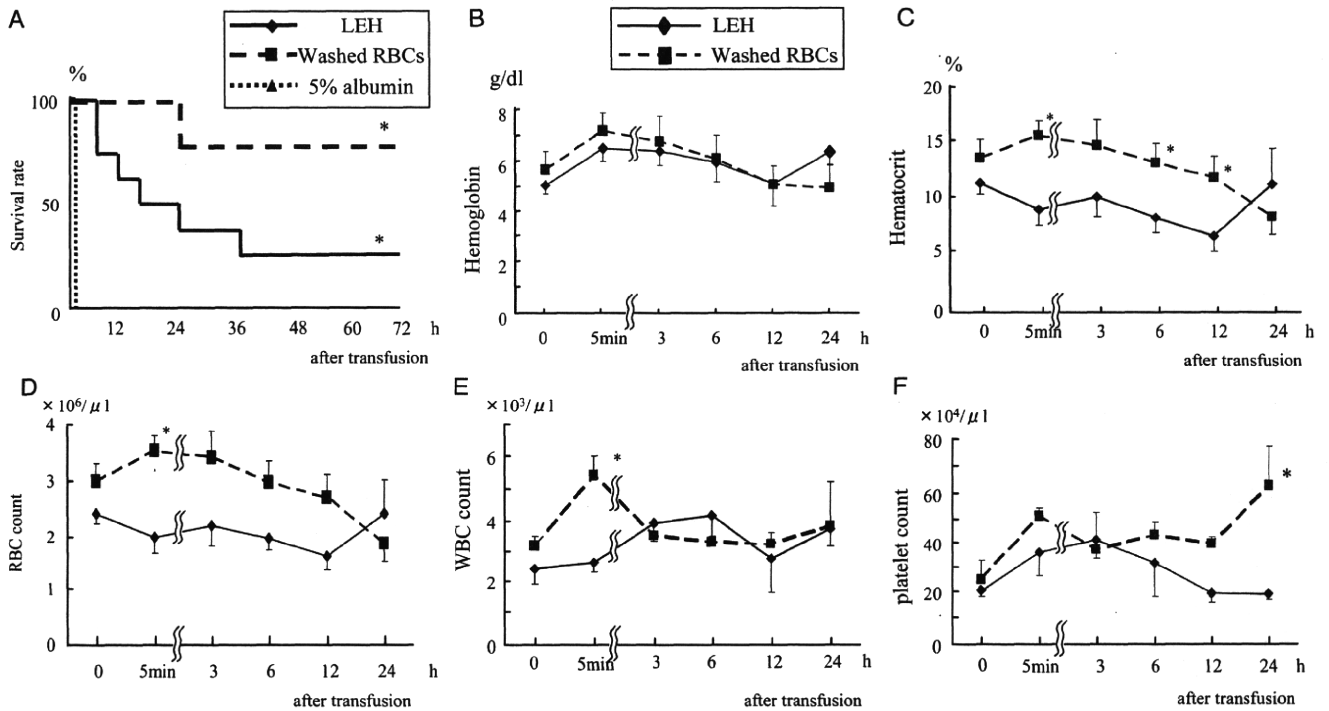 A
LEH
Washed RBCs
5% albumin
%
100
50
0
Survival rate
*
*
12 24 36 48 60 72 h
after transfusion
B
LEH
Washed RBCs
g/dl
8
6
4
2
0
Hemoglobin
0 5min 3 6 12 24 h
after transfusion
C
%
20
15
10
5
0
Hematocrit
*
*
*
0 5min 3 6 12 24 h
after transfusion
D
×10⁶/μl
4
3
2
1
0
RBC count
*
0 5min 3 6 12 24 h
after transfusion
E
×10³/μl
6
4
2
0
WBC count
*
0 5min 3 6 12 24 h
after transfusion
F
×10⁴/μl
80
60
40
20
0
platelet count
*
0 5min 3 6 12 24 h
after transfusion